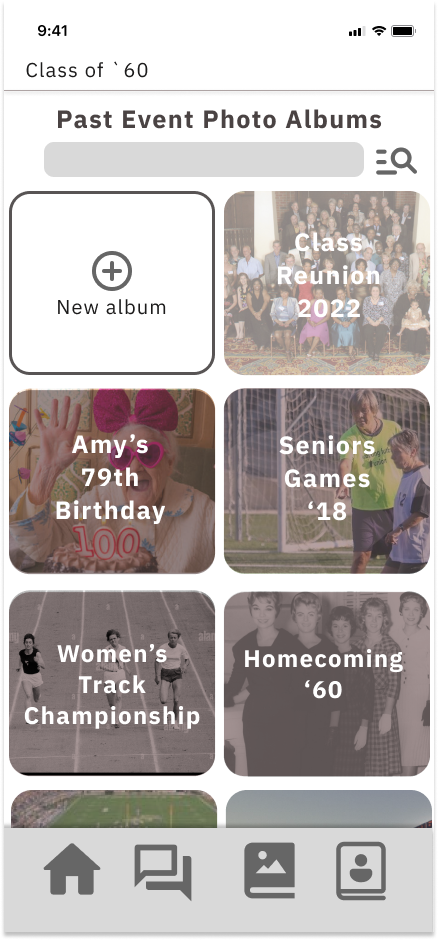 9:41
Class of `60
Past Event Photo Albums
New album
Class
Reunion
2022
Amy’s
79th
Birthday
100
Seniors
Games
‘18
Women’s
Track
Championship
Homecoming
‘60